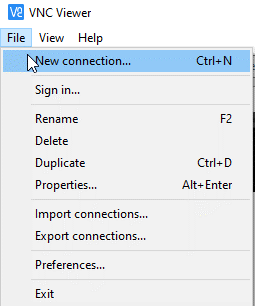 VNC Viewer
File View Help
New connection... Ctrl+N
Sign in...
Rename F2
Delete
Duplicate Ctrl+D
Properties... Alt+Enter
Import connections...
Export connections...
Preferences...
Exit